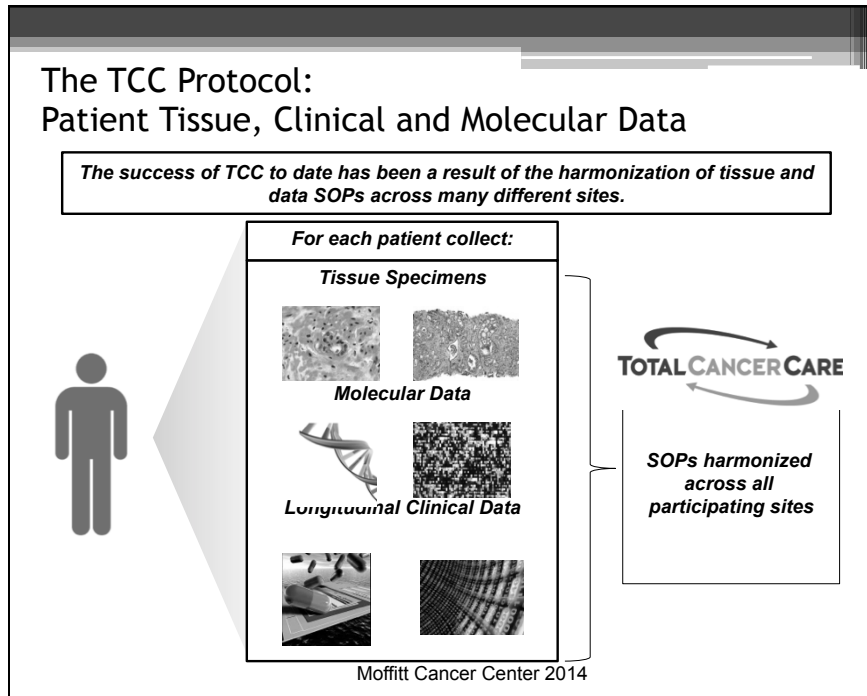 The TCC Protocol:
Patient Tissue, Clinical and Molecular Data
The success of TCC to date has been a result of the harmonization of tissue and
data SOPs across many different sites.
For each patient collect:
Tissue Specimens
Molecular Data
Longitudinal Clinical Data
TOTAL CANCER CARE
SOPs harmonized
across all
participating sites
Moffitt Cancer Center 2014